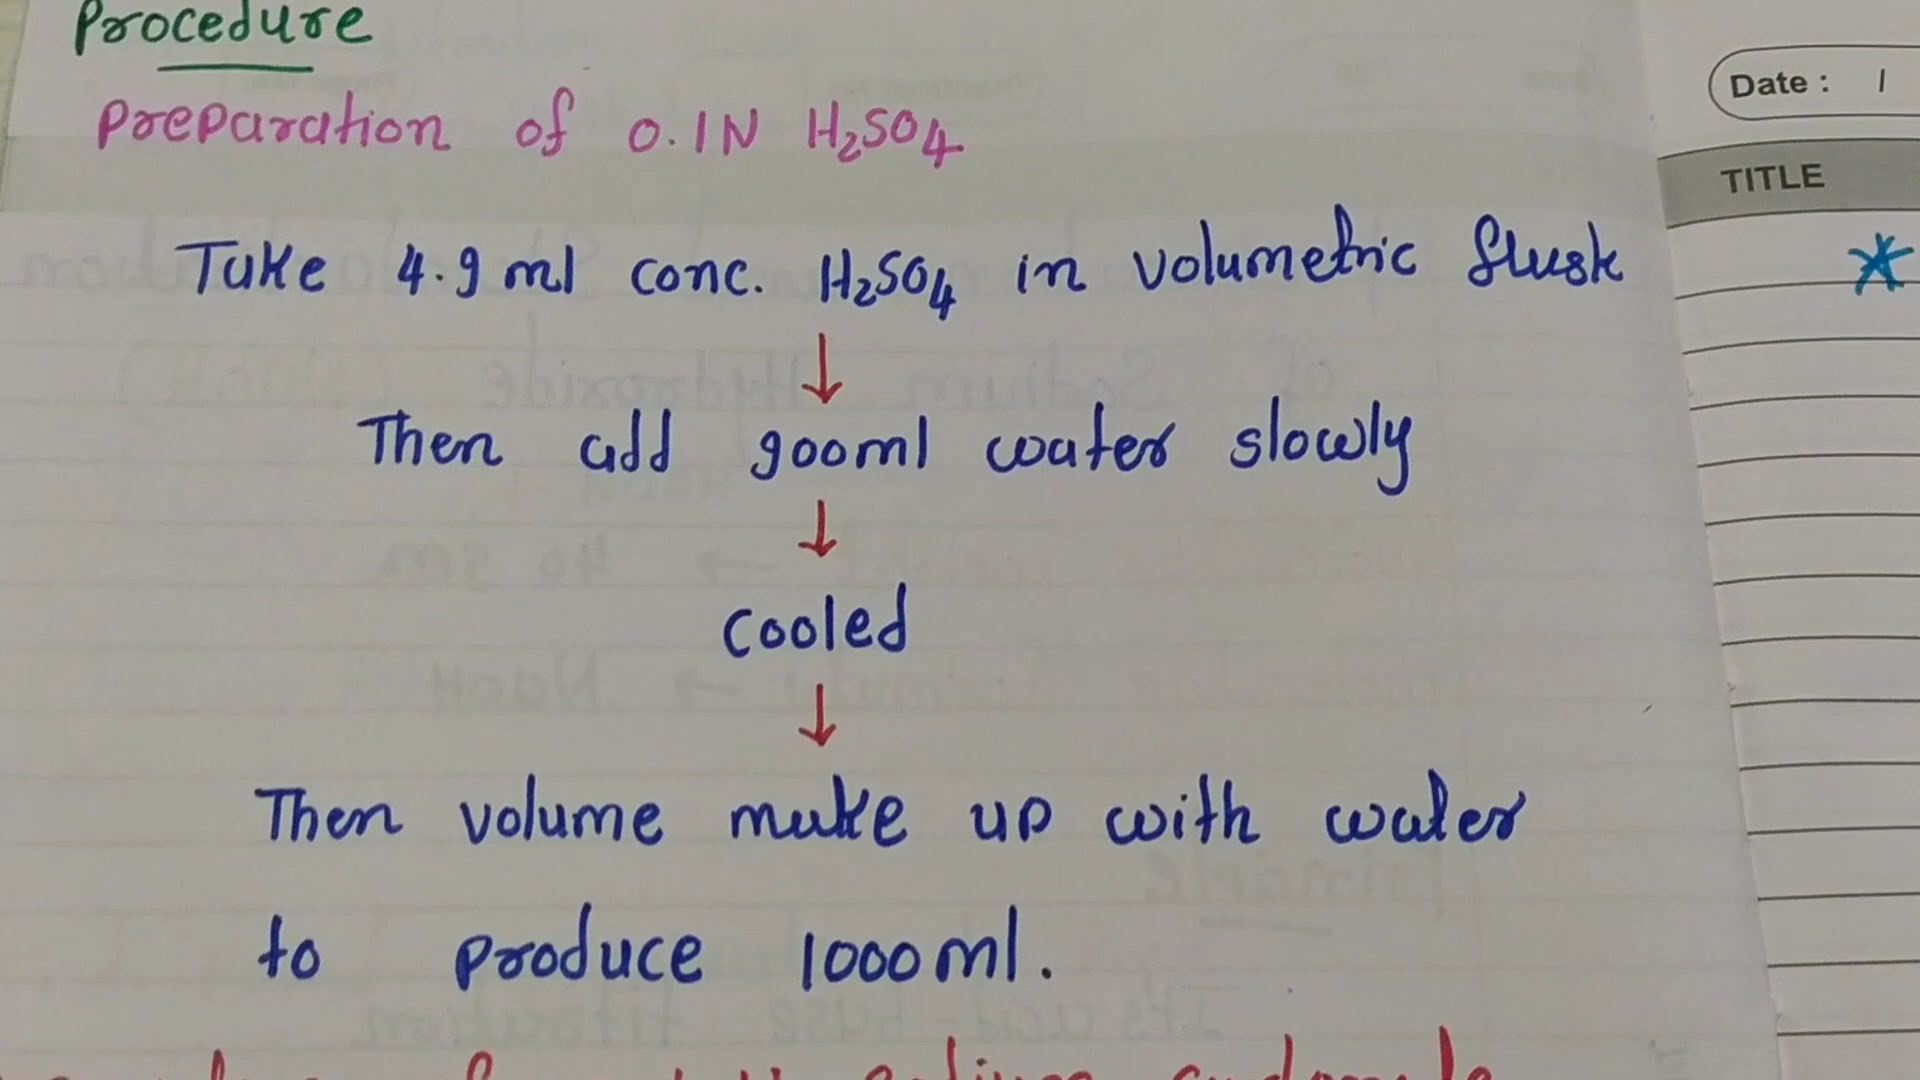 Procedure
Preparation of 0.1N H₂SO₄
Date : /
TITLE
Take 4.9 ml conc. H₂SO₄ in volumetric flask
↓
Then add 900ml water slowly
↓
cooled
↓
Then volume make up with water
to produce 1000ml.